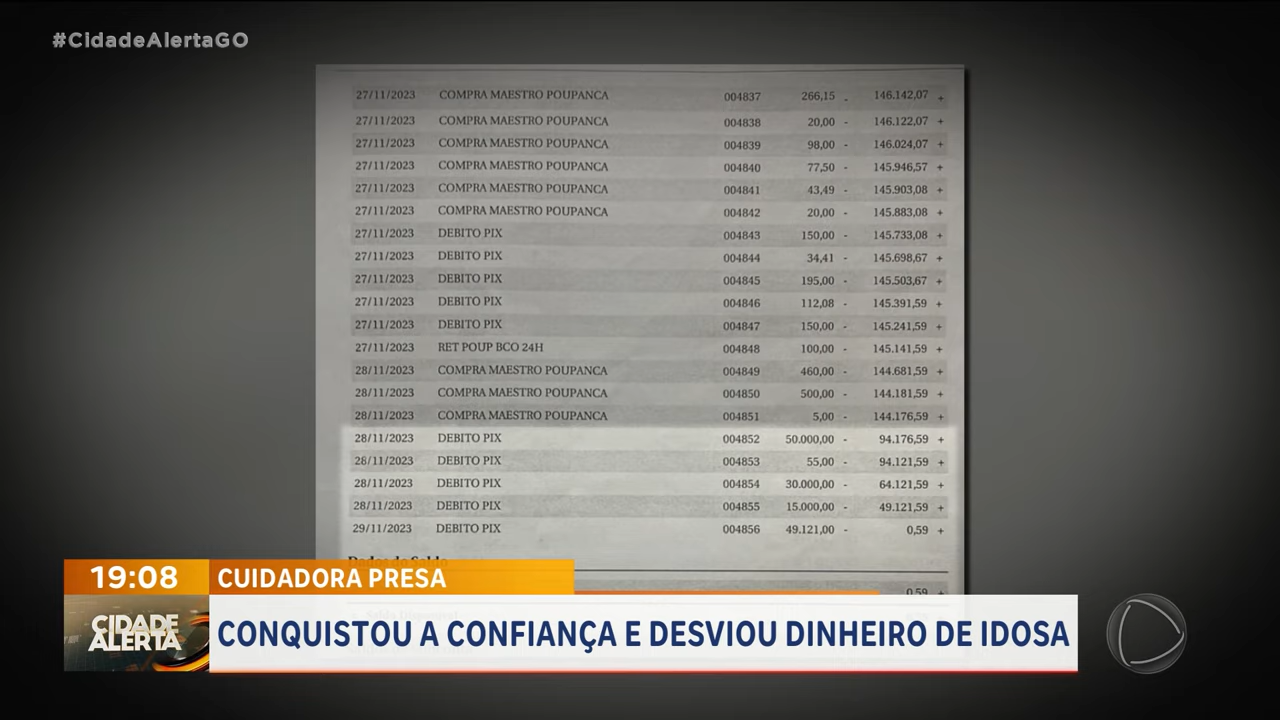 #CidadeAlertaGO
27/11/2023 COMPRA MAESTRO POUPANCA 004837 266,15 - 146.142,07 +
27/11/2023 COMPRA MAESTRO POUPANCA 004838 20,00 - 146.122,07 +
27/11/2023 COMPRA MAESTRO POUPANCA 004839 98,00 - 146.024,07 +
27/11/2023 COMPRA MAESTRO POUPANCA 004840 77,50 - 145.946,57 +
27/11/2023 COMPRA MAESTRO POUPANCA 004841 43,49 - 145.903,08 +
27/11/2023 COMPRA MAESTRO POUPANCA 004842 20,00 - 145.883,08 +
27/11/2023 DEBITO PIX 004843 150,00 - 145.733,08 +
27/11/2023 DEBITO PIX 004844 34,41 - 145.698,67 +
27/11/2023 DEBITO PIX 004845 195,00 - 145.503,67 +
27/11/2023 DEBITO PIX 004846 112,08 - 145.391,59 +
27/11/2023 DEBITO PIX 004847 150,00 - 145.241,59 +
27/11/2023 RET POUP BCO 24H 004848 100,00 - 145.141,59 +
28/11/2023 COMPRA MAESTRO POUPANCA 004849 460,00 - 144.681,59 +
28/11/2023 COMPRA MAESTRO POUPANCA 004850 500,00 - 144.181,59 +
28/11/2023 COMPRA MAESTRO POUPANCA 004851 5,00 - 144.176,59 +
28/11/2023 DEBITO PIX 004852 50.000,00 - 94.176,59 +
28/11/2023 DEBITO PIX 004853 55,00 - 94.121,59 +
28/11/2023 DEBITO PIX 004854 30.000,00 - 64.121,59 +
28/11/2023 DEBITO PIX 004855 15.000,00 - 49.121,59 +
29/11/2023 DEBITO PIX 004856 49.121,00 - 0,59 +
0,59 +
19:08 CUIDADORA PRESA
CIDADE ALERTA
CONQUISTOU A CONFIANÇA E DESVIOU DINHEIRO DE IDOSA